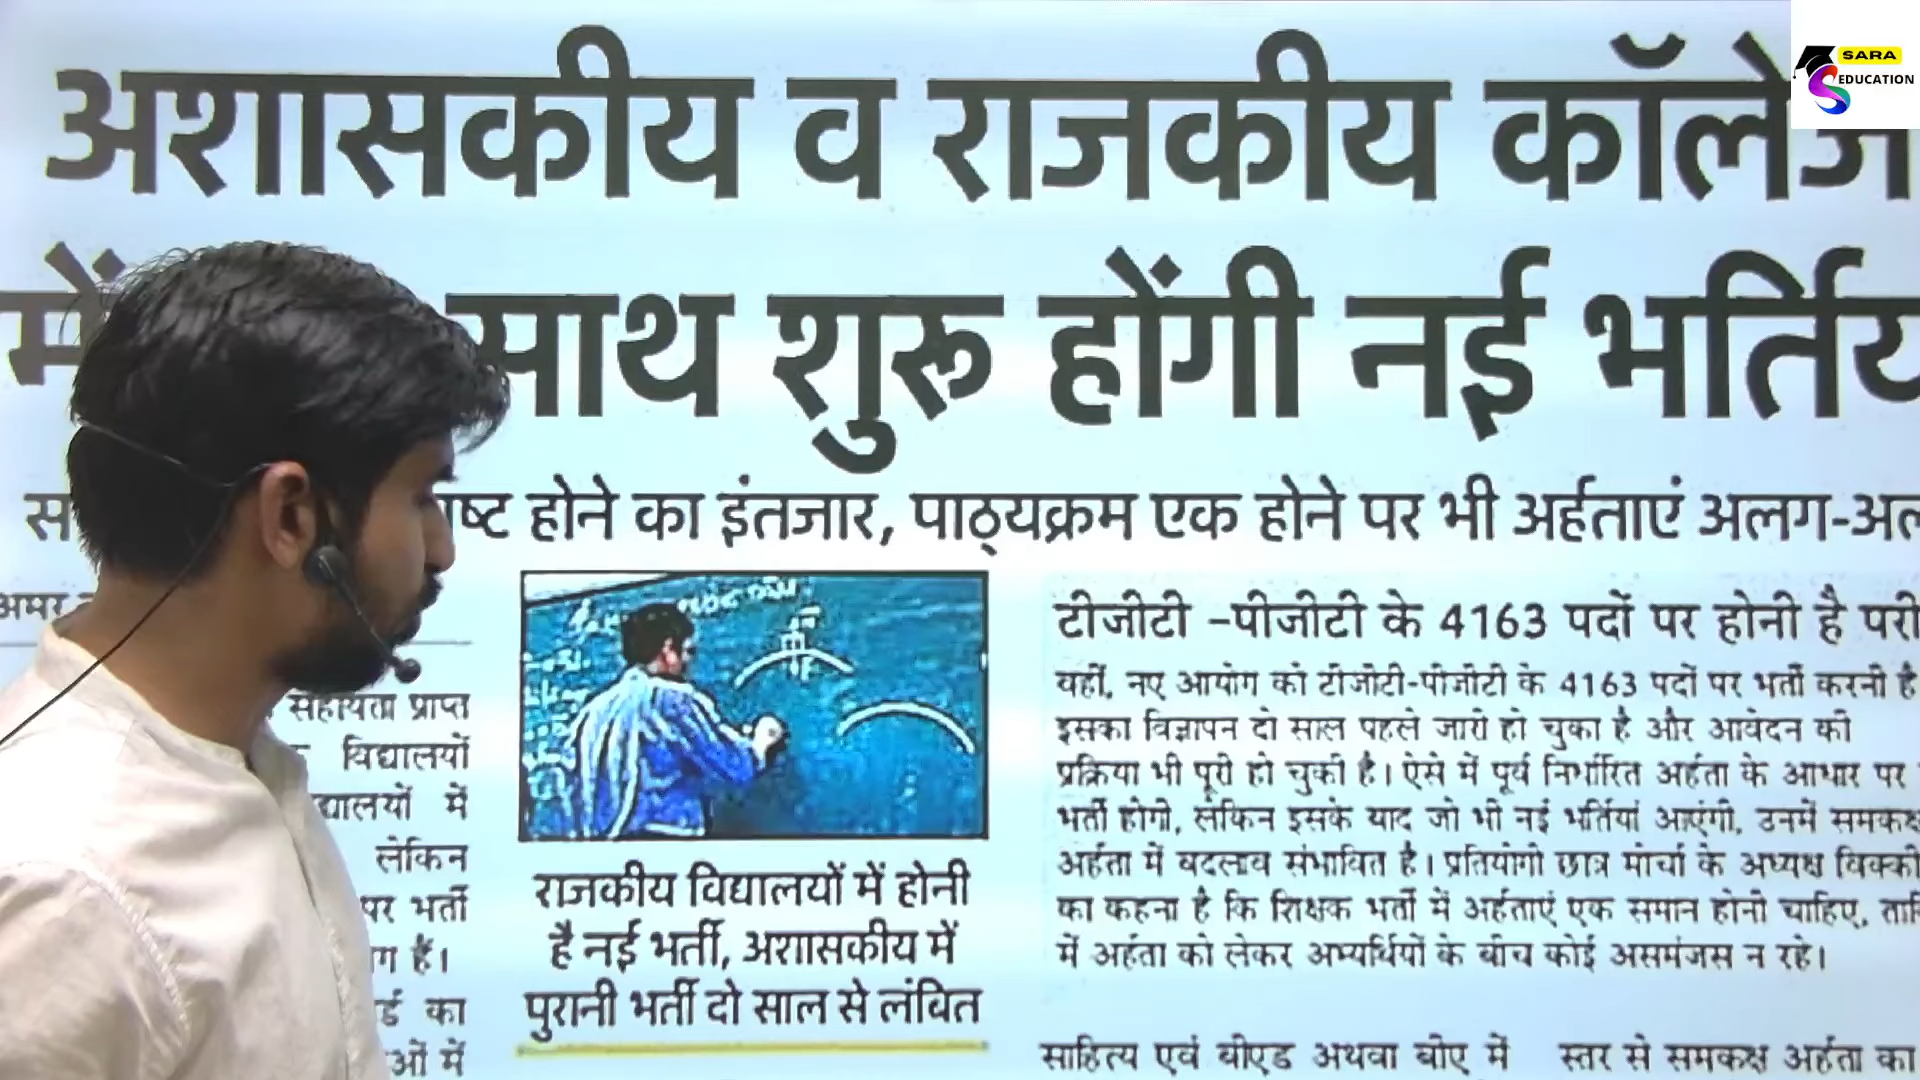 SARA
EDUCATION
अशासकीय व राजकीय कॉलेज
में साथ शुरू होंगी नई
होने का इंतजार, पाठ्यक्रम एक होने पर भी अर्हताएं
अमर
सहायता प्राप्त
विद्यालयों
में
लेकिन
पर भर्ती
हैं।
का
में
राजकीय विद्यालयों में होनी
है नई भर्ती, अशासकीय में
पुरानी भर्ती दो साल से लंबित
टीजीटी –पीजीटी के 4163 पदों पर होनी है
वहीं, नए आयोग को टीजीटी-पीजीटी के 4163 पदों पर भर्ती करनी है
इसका विज्ञापन दो साल पहले जारी हो चुका है और आवेदन की
प्रक्रिया भी पूरी हो चुकी है। ऐसे में पूर्व निर्धारित अर्हता के आधार पर
भर्ती होगी, लेकिन इसके बाद जो भी नई भर्तियां आएंगी, उनमें समकक्ष
अर्हता में बदलाव संभावित है। प्रतियोगी छात्र मोर्चा के अध्यक्ष विक्की
का कहना है कि शिक्षक भर्ती में अर्हताएं एक समान होनी चाहिए,
में अर्हता को लेकर अभ्यर्थियों के बीच कोई असमंजस न रहे।
साहित्य एवं बीएड अथवा बीए में
स्तर से समकक्ष अर्हता का